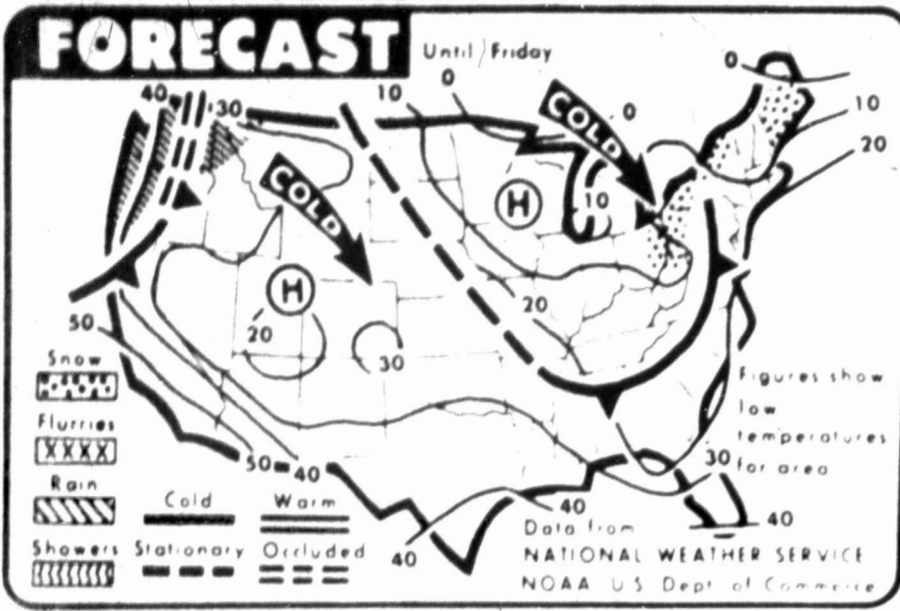 FORECAST
Until Friday
0
0
10
20
40
30
10
0
COLD
0
COLD
H
10
H
20
30
20
50
Snow
Flurries
Rain
Showers
Cold
Warm
Stationary
Occluded
50
40
40
40
30
40
Figures show
low
temperatures
for area
Data from
NATIONAL WEATHER SERVICE
NOAA U S Dept of Commerce